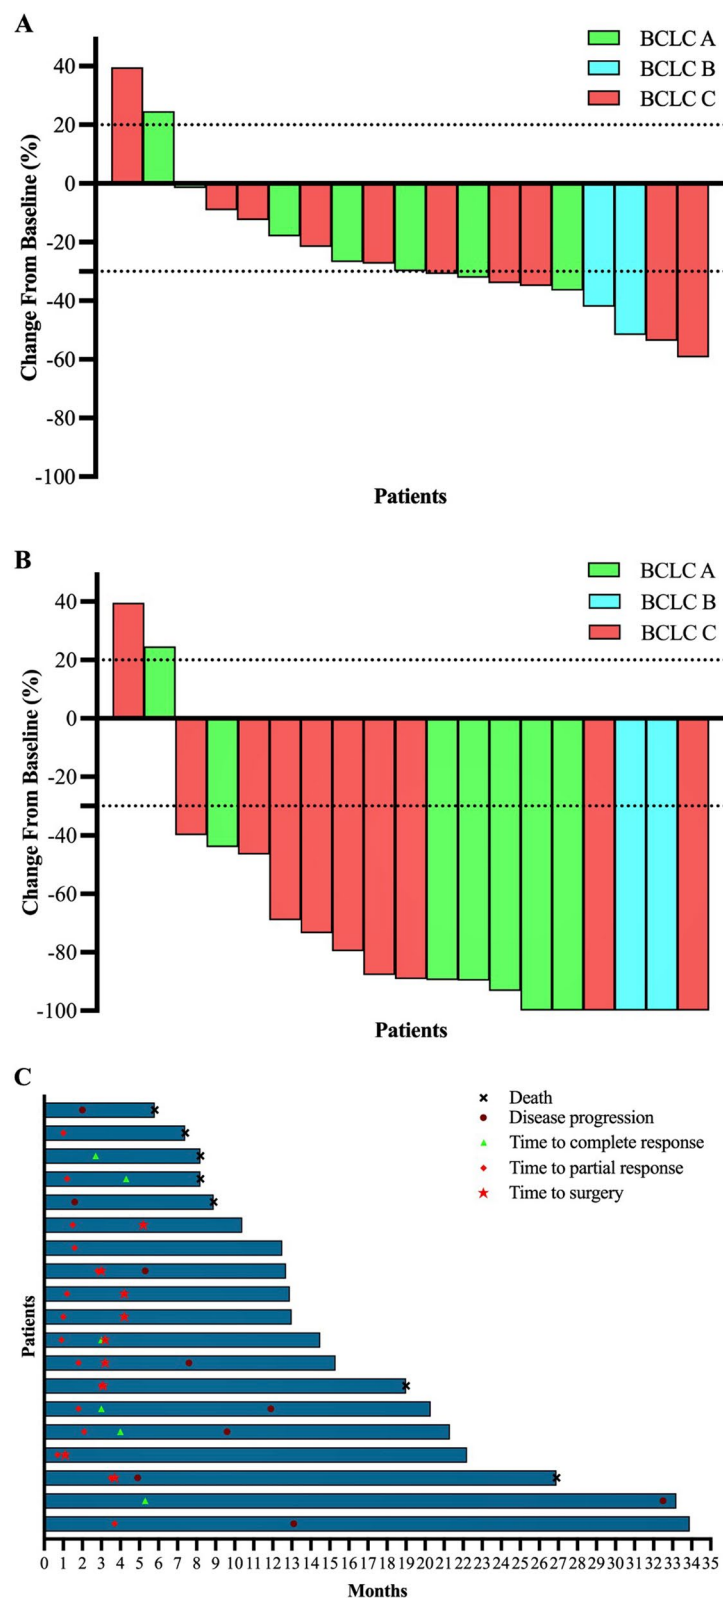 A
BCLC A
BCLC B
BCLC C
Change From Baseline (%)
40
20
0
-20
-40
-60
-80
-100
Patients
B
BCLC A
BCLC B
BCLC C
Change From Baseline (%)
40
20
0
-20
-40
-60
-80
-100
Patients
C
Death
Disease progression
Time to complete response
Time to partial response
Time to surgery
Patients
0 1 2 3 4 5 6 7 8 9 10 11 12 13 14 15 16 17 18 19 20 21 22 23 24 25 26 27 28 29 30 31 32 33 34 35
Months